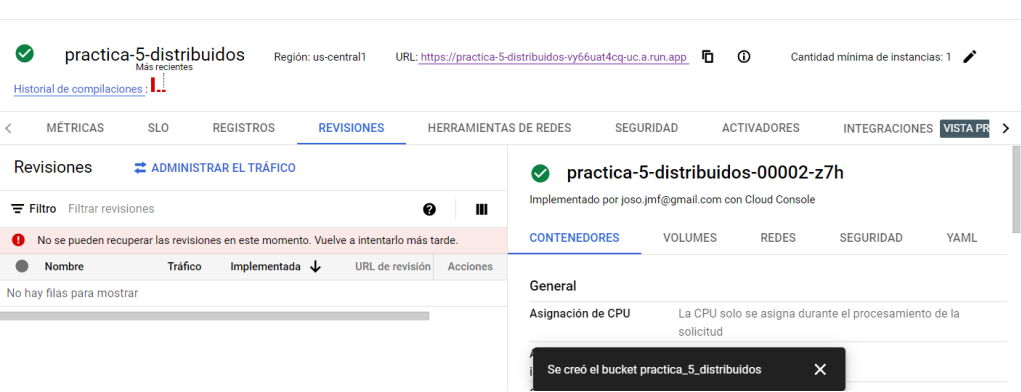 practica-5-distribuidos
Región: us-central1
URL: https://practica-5-distribuidos-vy66uat4cq-uc.a.run.app
Cantidad mínima de instancias: 1
Más recientes
Historial de compilaciones :
MÉTRICAS
SLO
REGISTROS
REVISIONES
HERRAMIENTAS DE REDES
SEGURIDAD
ACTIVADORES
INTEGRACIONES
VISTA PR
Revisiones
ADMINISTRAR EL TRÁFICO
Filtro
Filtrar revisiones
No se pueden recuperar las revisiones en este momento. Vuelve a intentarlo más tarde.
Nombre
Tráfico
Implementada
URL de revisión
Acciones
No hay filas para mostrar
practica-5-distribuidos-00002-z7h
Implementado por joso.jmf@gmail.com con Cloud Console
CONTENEDORES
VOLUMES
REDES
SEGURIDAD
YAML
General
Asignación de CPU
La CPU solo se asigna durante el procesamiento de la
solicitud
Se creó el bucket practica_5_distribuidos